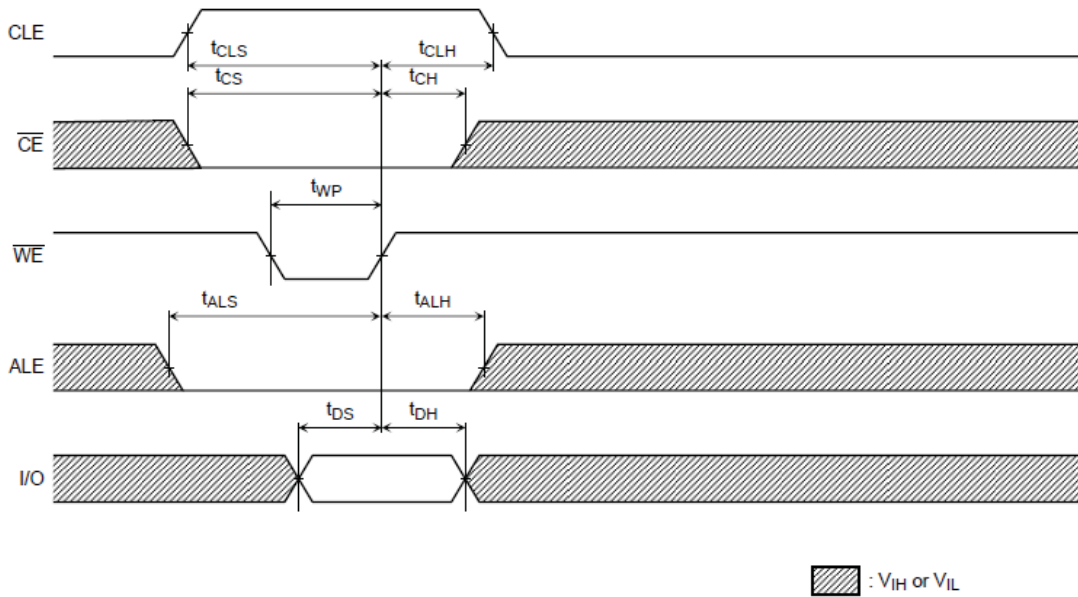 CLE
tCLS tCLH
tCS tCH
CE
tWP
WE
tALS tALH
ALE
tDS tDH
I/O
: VIH or VIL